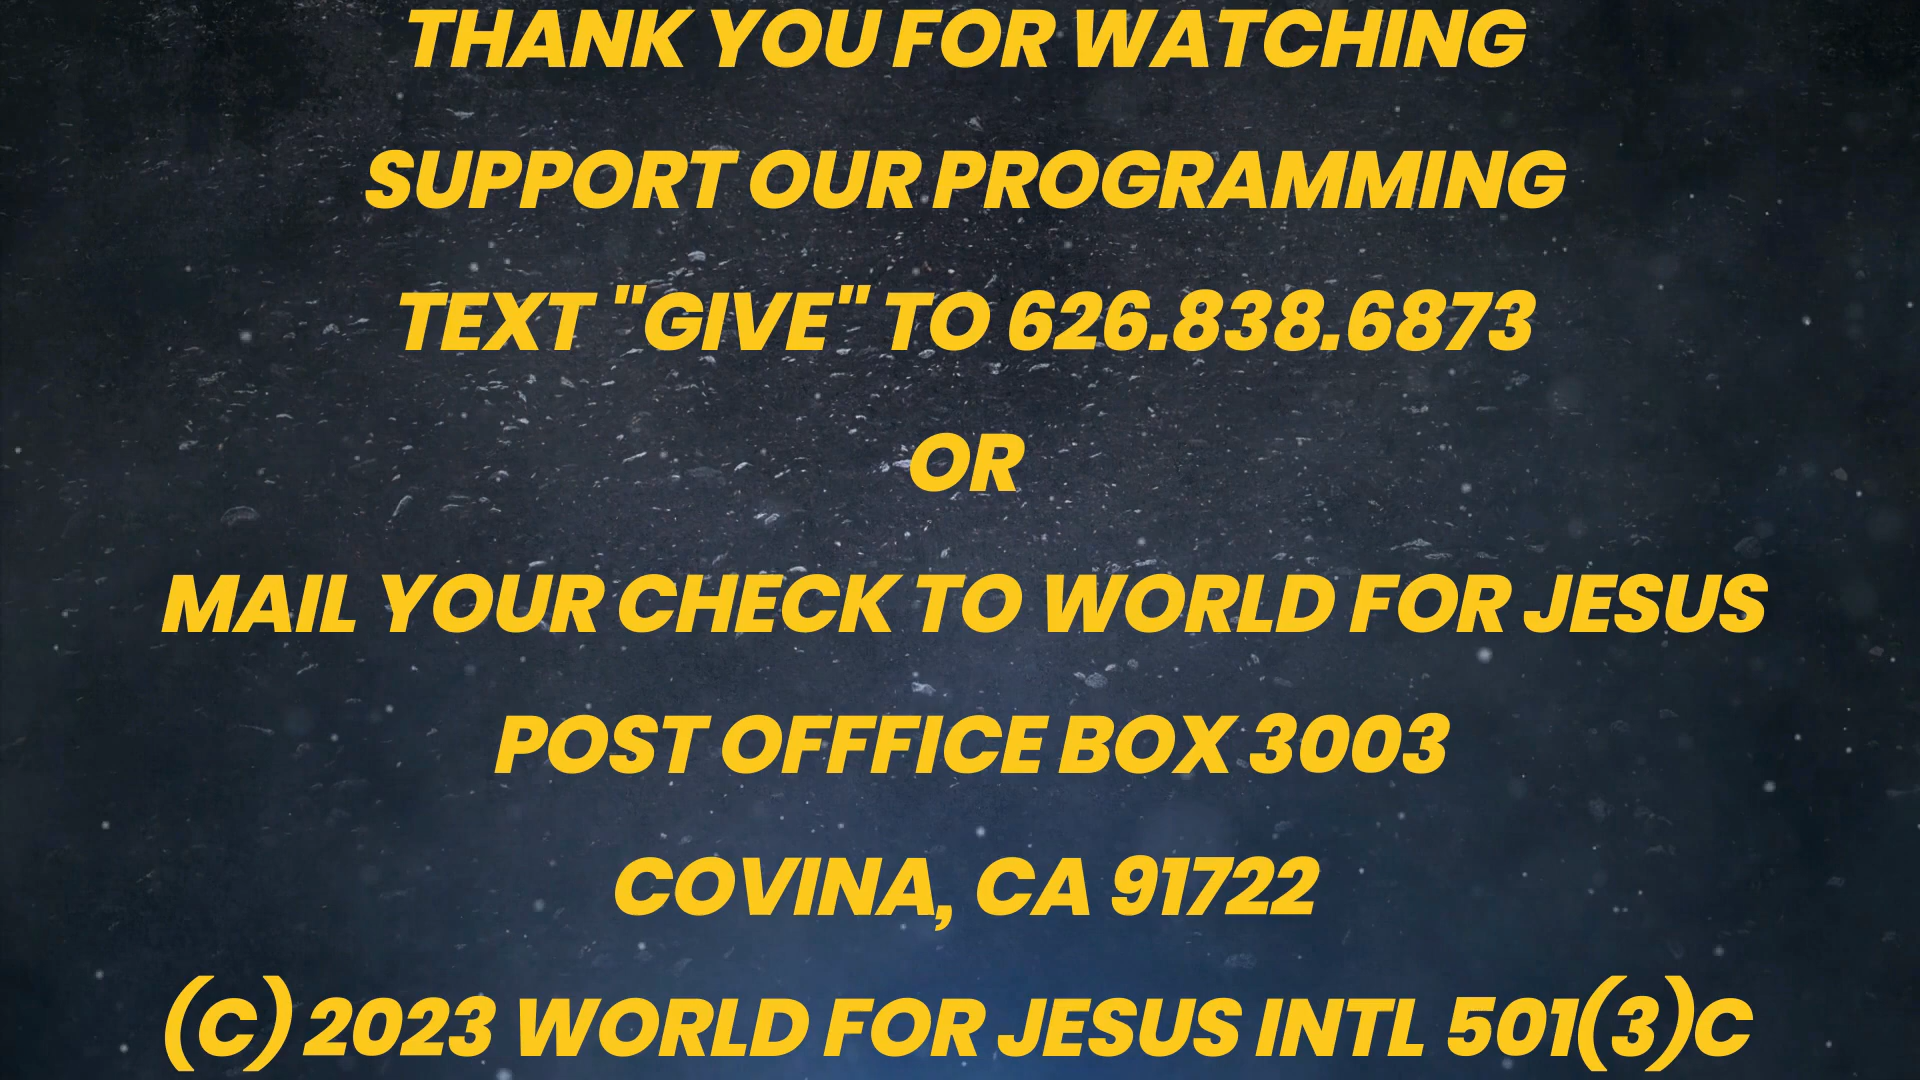 THANK YOU FOR WATCHING
SUPPORT OUR PROGRAMMING
TEXT "GIVE" TO 626.838.6873
OR
MAIL YOUR CHECK TO WORLD FOR JESUS
POST OFFFICE BOX 3003
COVINA, CA 91722
(C) 2023 WORLD FOR JESUS INTL 501(3)C